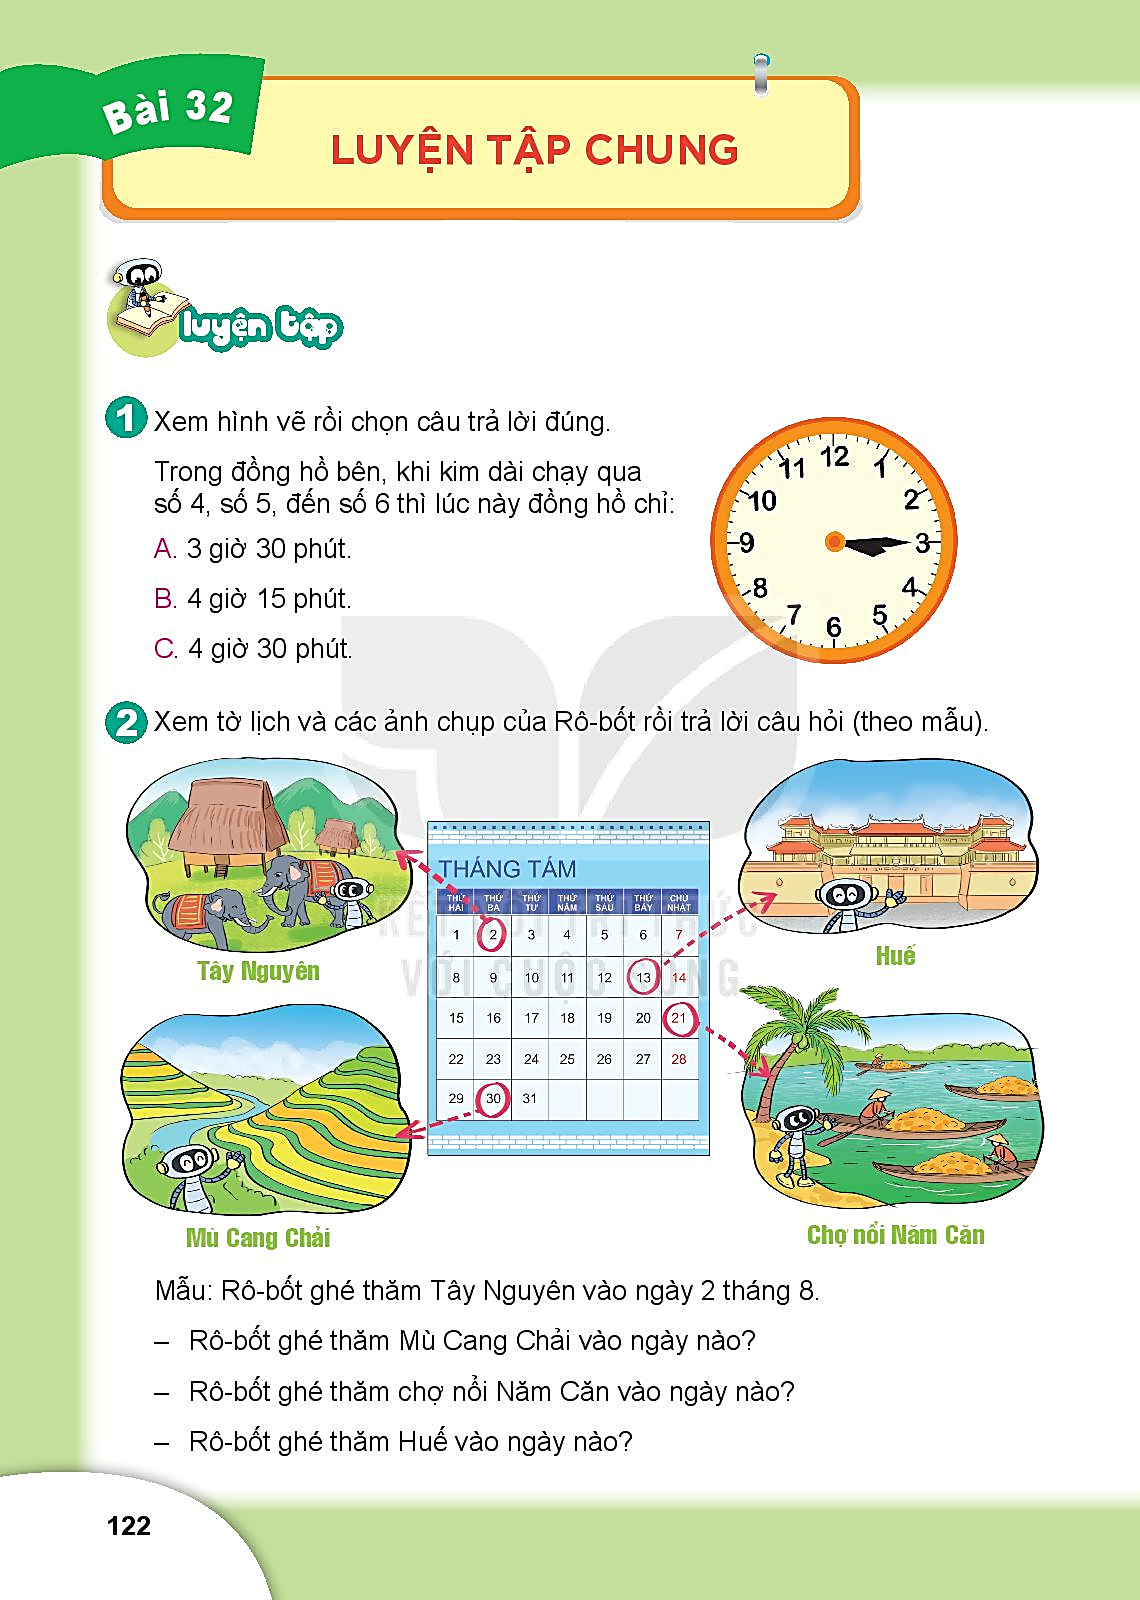 Bài 32
LUYỆN TẬP CHUNG
luyện tập
1 Xem hình vẽ rồi chọn câu trả lời đúng.
Trong đồng hồ bên, khi kim dài chạy qua
số 4, số 5, đến số 6 thì lúc này đồng hồ chỉ:
A. 3 giờ 30 phút.
B. 4 giờ 15 phút.
C. 4 giờ 30 phút.
12
1
2
3
4
5
6
7
8
9
10
11
2 Xem tờ lịch và các ảnh chụp của Rô-bốt rồi trả lời câu hỏi (theo mẫu).
Tây Nguyên
Huế
THÁNG TÁM
THỨ HAI THỨ BA THỨ TƯ THỨ NĂM THỨ SÁU THỨ BẢY CHỦ NHẬT
1 2 3 4 5 6 7
8 9 10 11 12 13 14
15 16 17 18 19 20 21
22 23 24 25 26 27 28
29 30 31
KẾT NỐI TRI THỨC
VỚI CUỘC SỐNG
Mù Cang Chải
Chợ nổi Năm Căn
Mẫu: Rô-bốt ghé thăm Tây Nguyên vào ngày 2 tháng 8.
– Rô-bốt ghé thăm Mù Cang Chải vào ngày nào?
– Rô-bốt ghé thăm chợ nổi Năm Căn vào ngày nào?
– Rô-bốt ghé thăm Huế vào ngày nào?
122